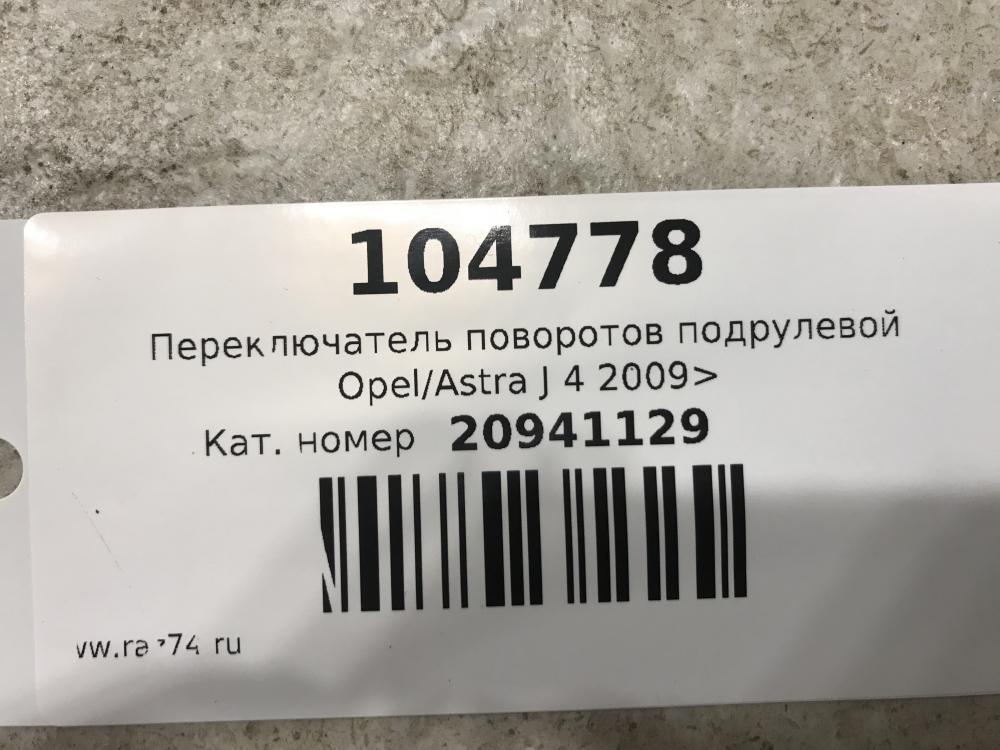 104778
Переключатель поворотов подрулевой
Opel/Astra J 4 2009>
Кат. номер 20941129